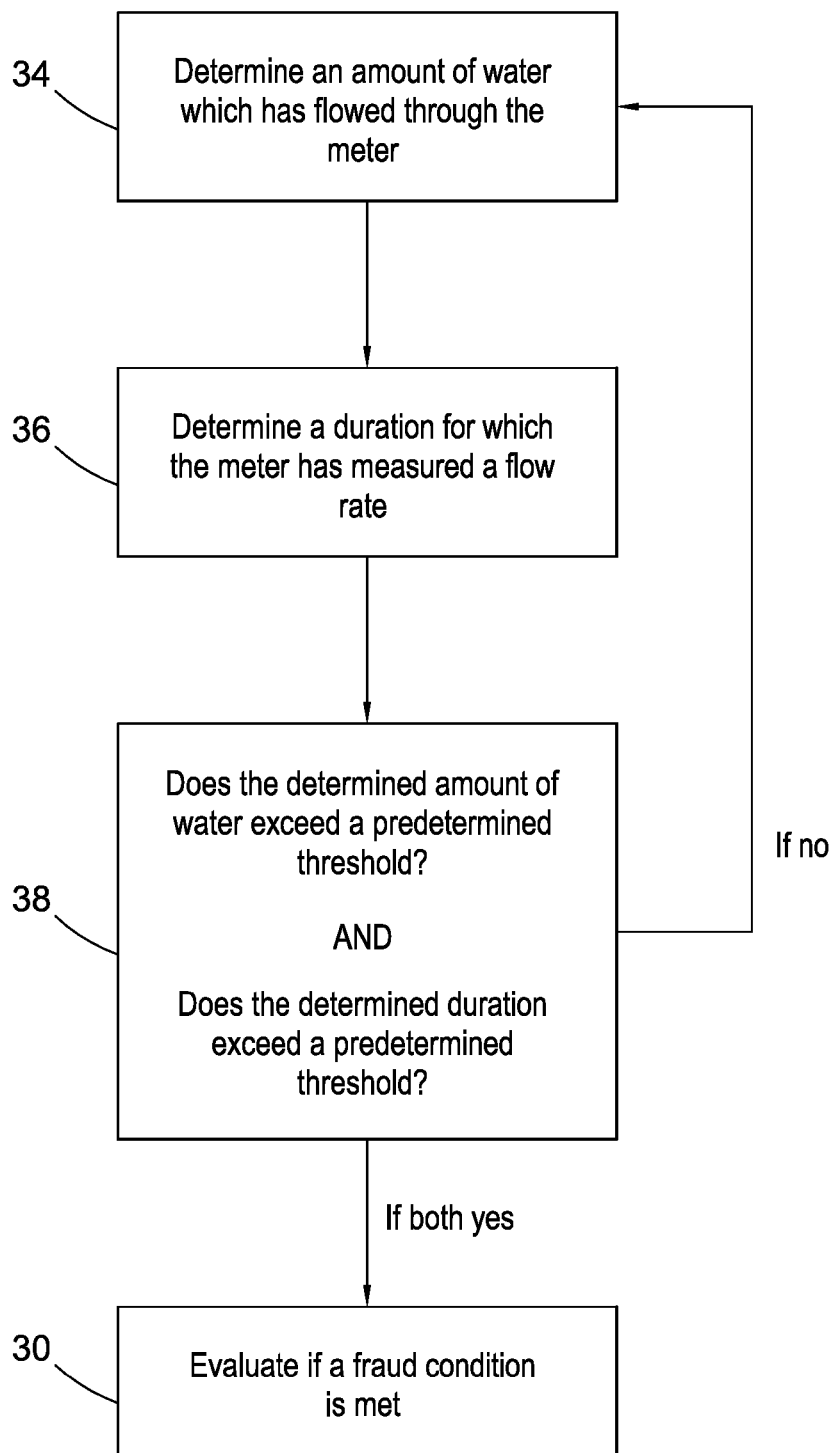 34
Determine an amount of water
which has flowed through the
meter
36
Determine a duration for which
the meter has measured a flow
rate
38
Does the determined amount of
water exceed a predetermined
threshold?
AND
Does the determined duration
exceed a predetermined
threshold?
If no
If both yes
30
Evaluate if a fraud condition
is met